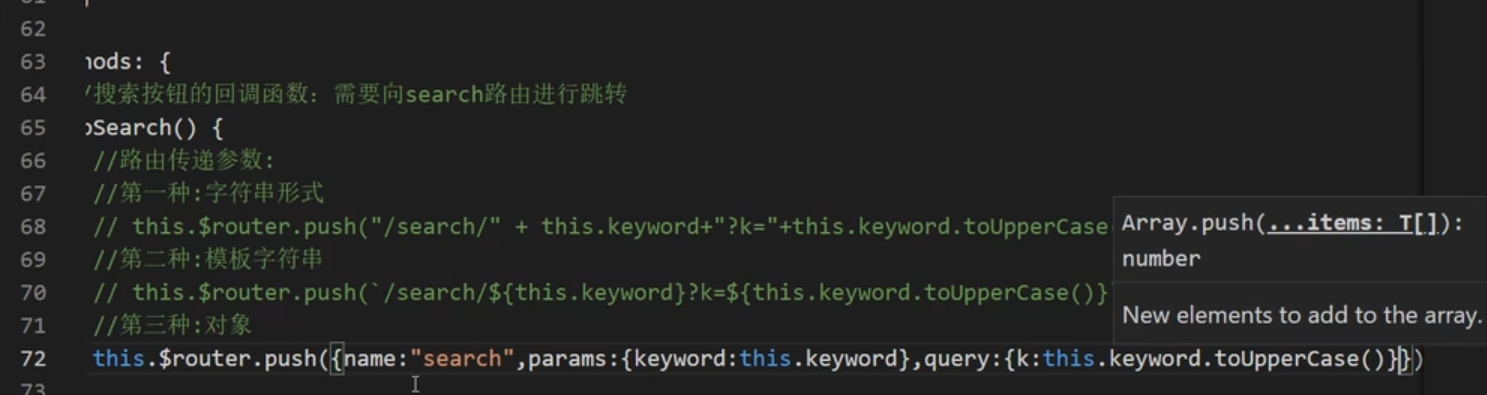 62
63 hods: {
64 /搜索按钮的回调函数：需要向search路由进行跳转
65 oSearch() {
66 //路由传递参数:
67 //第一种:字符串形式
68 // this.$router.push("/search/" + this.keyword+"?k="+this.keyword.toUpperCase
69 //第二种:模板字符串
70 // this.$router.push(`/search/${this.keyword}?k=${this.keyword.toUpperCase()}`
71 //第三种:对象
72 this.$router.push({name:"search",params:{keyword:this.keyword},query:{k:this.keyword.toUpperCase()}})
Array.push(...items: T[]):
number
New elements to add to the array.